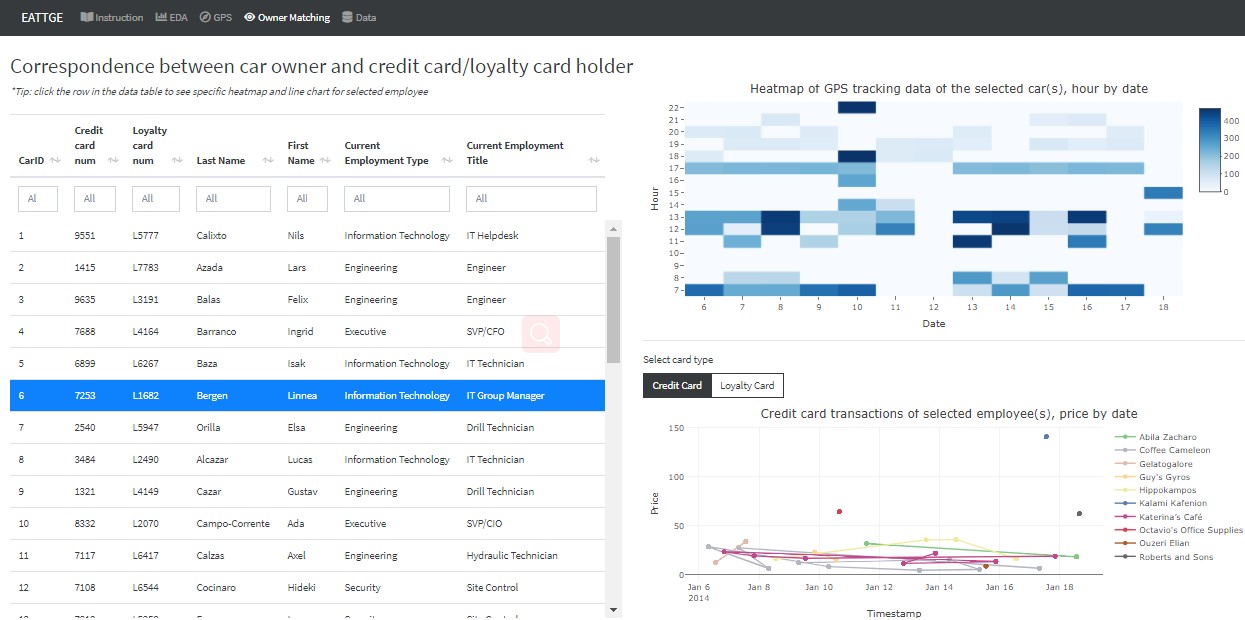 EATTGE Instruction EDA GPS Owner Matching Data
Correspondence between car owner and credit card/loyalty card holder
*Tip: click the row in the data table to see specific heatmap and line chart for selected employee
CarID Credit card num Loyalty card num Last Name First Name Current Employment Type Current Employment Title
All All All All All All All
1 9551 L5777 Calixto Nils Information Technology IT Helpdesk
2 1415 L7783 Azada Lars Engineering Engineer
3 9635 L3191 Balas Felix Engineering Engineer
4 7688 L4164 Barranco Ingrid Executive SVP/CFO
5 6899 L6267 Baza Isak Information Technology IT Technician
6 7253 L1682 Bergen Linnea Information Technology IT Group Manager
7 2540 L5947 Orilla Elsa Engineering Drill Technician
8 3484 L2490 Alcazar Lucas Information Technology IT Technician
9 1321 L4149 Cazar Gustav Engineering Drill Technician
10 8332 L2070 Campo-Corrente Ada Executive SVP/CIO
11 7117 L6417 Calzas Axel Engineering Hydraulic Technician
12 7108 L6544 Cocinaro Hideki Security Site Control
Heatmap of GPS tracking data of the selected car(s), hour by date
Hour
22
21
20
19
18
17
16
15
14
13
12
11
10
9
8
7
6 7 8 9 10 11 12 13 14 15 16 17 18
Date
400
300
200
100
0
Select card type
Credit Card Loyalty Card
Credit card transactions of selected employee(s), price by date
Price
150
100
50
0
Jan 6 Jan 8 Jan 10 Jan 12 Jan 14 Jan 16 Jan 18
2014
Timestamp
Abila Zacharo
Coffee Cameleon
Gelatogalore
Guy's Gyros
Hippokampos
Kalami Kafenion
Katerina's Café
Octavio's Office Supplies
Ouzeri Elian
Roberts and Sons